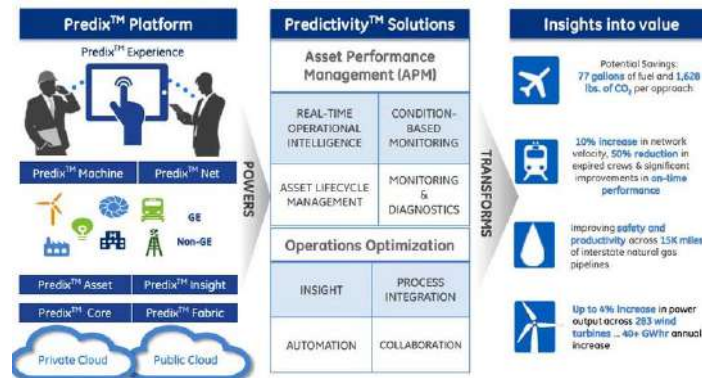 Predix™ Platform
Predix™ Experience
Predix™ Machine
Predix™ Net
GE
Non-GE
Predix™ Asset
Predix™ Insight
Predix™ Core
Predix™ Fabric
Private Cloud
Public Cloud
POWERS
Predictivity™ Solutions
Asset Performance
Management (APM)
REAL-TIME
OPERATIONAL
INTELLIGENCE
CONDITION-
BASED
MONITORING
ASSET LIFECYCLE
MANAGEMENT
MONITORING
&
DIAGNOSTICS
Operations Optimization
INSIGHT
PROCESS
INTEGRATION
AUTOMATION
COLLABORATION
TRANSFORMS
Insights into value
Potential Savings:
77 gallons of fuel and 1,628
lbs. of CO₂ per approach
10% increase in network
velocity, 50% reduction in
expired crews & significant
improvements in on-time
performance
Improving safety and
productivity across 15K miles
of interstate natural gas
pipelines
Up to 4% increase in power
output across 283 wind
turbines ... 40+ GWhr annual
increase